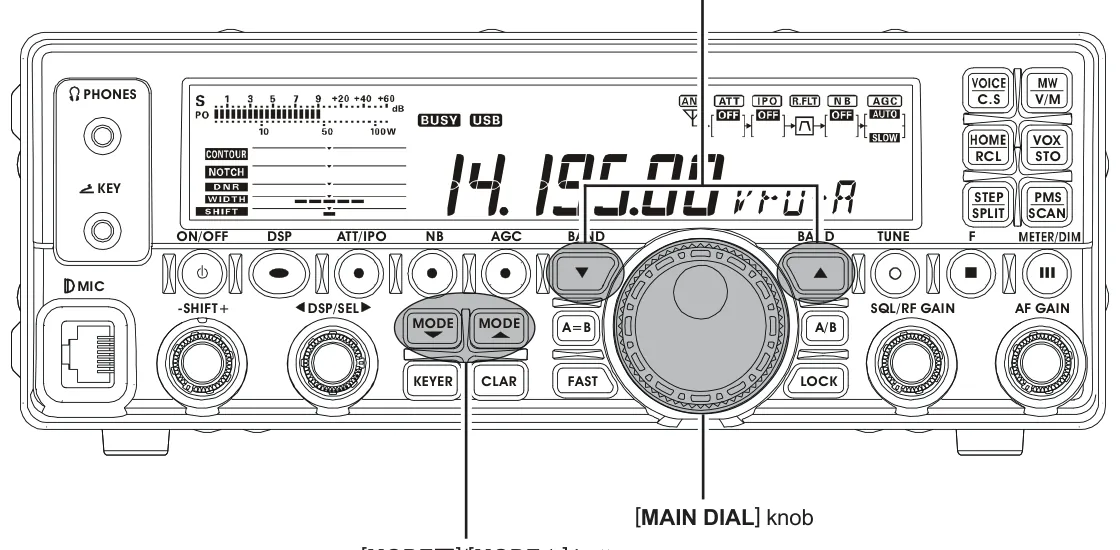 PHONES
KEY
MIC
S 1 3 5 7 9 +20 +40 +60 dB
PO 10 50 100W
BUSY USB
ATT IPO R.FLT NB AGC
OFF OFF OFF AUTO
SLOW
CONTOUR
NOTCH
DNR
WIDTH
SHIFT
14.195.00
VOICE C.S
MW V/M
HOME RCL
VOX STO
STEP SPLIT
PMS SCAN
ON/OFF DSP ATT/IPO NB AGC TUNE F METER/DIM
-SHIFT+ ◀DSP/SEL▶ MODE MODE A=B A/B SQL/RF GAIN AF GAIN
KEYER CLAR FAST LOCK
[MAIN DIAL] knob